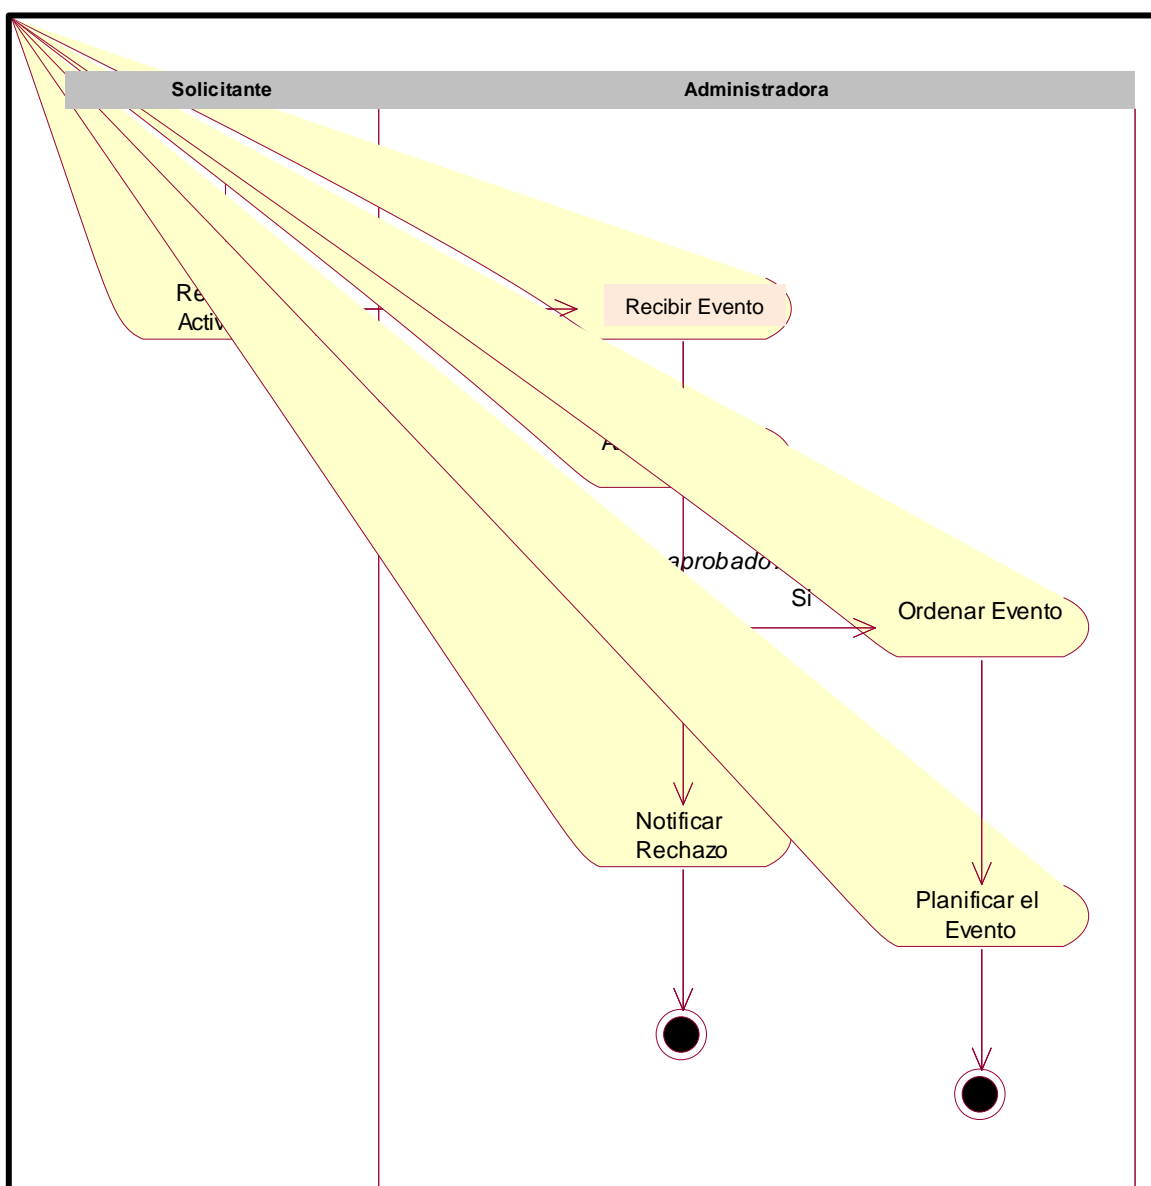 Solicitante
Administradora
Recibir Evento
aprobado
Si
Ordenar Evento
Notificar
Rechazo
Planificar el
Evento